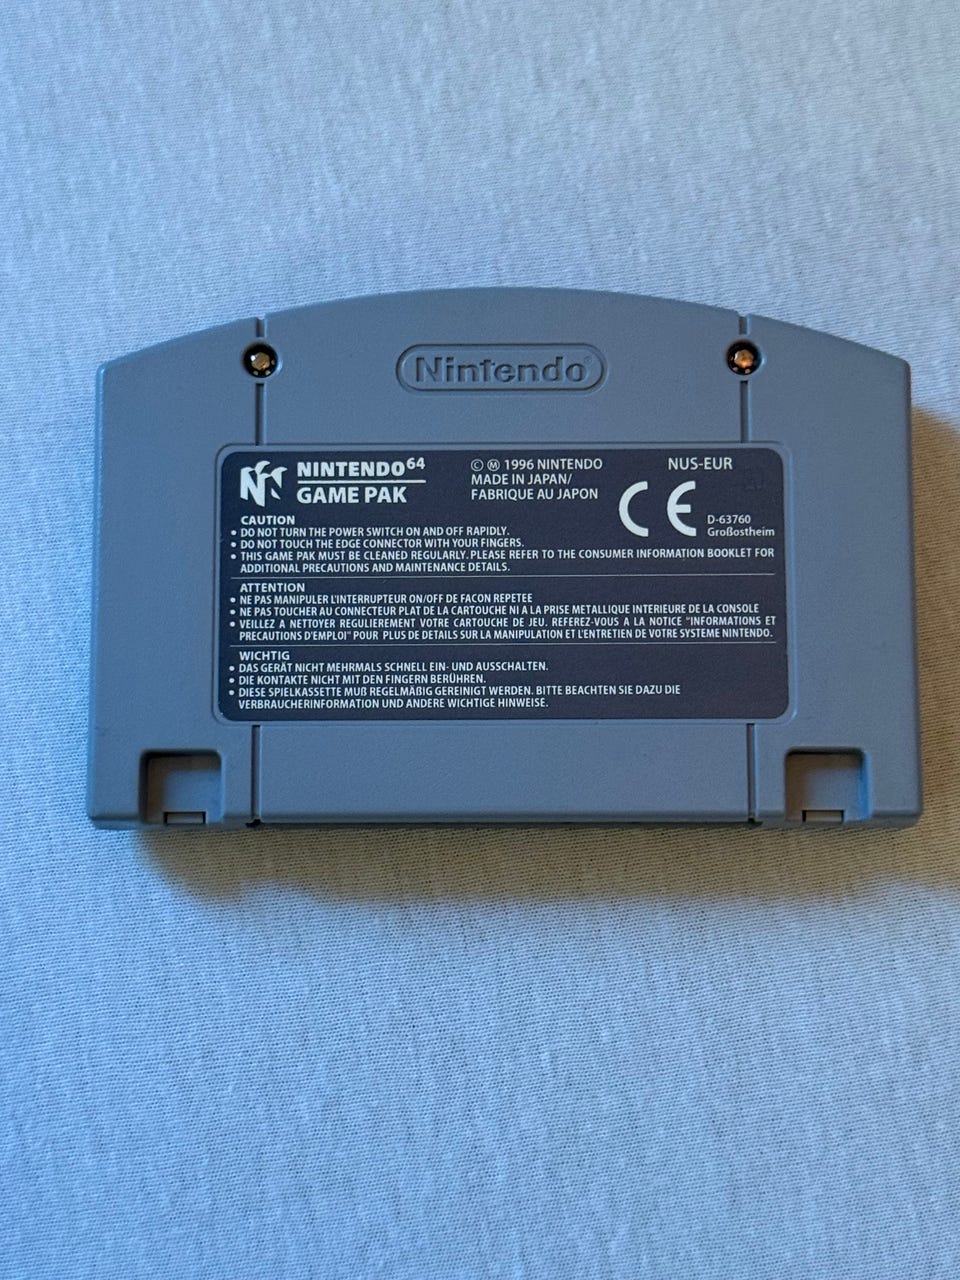 Nintendo®
NINTENDO64
GAME PAK
© Ⓜ 1996 NINTENDO
MADE IN JAPAN/
FABRIQUE AU JAPON
NUS-EUR
CE
D-63760
Großostheim
CAUTION
• DO NOT TURN THE POWER SWITCH ON AND OFF RAPIDLY.
• DO NOT TOUCH THE EDGE CONNECTOR WITH YOUR FINGERS.
• THIS GAME PAK MUST BE CLEANED REGULARLY. PLEASE REFER TO THE CONSUMER INFORMATION BOOKLET FOR
ADDITIONAL PRECAUTIONS AND MAINTENANCE DETAILS.
ATTENTION
• NE PAS MANIPULER L'INTERRUPTEUR ON/OFF DE FACON REPETEE
• NE PAS TOUCHER AU CONNECTEUR PLAT DE LA CARTOUCHE NI A LA PRISE METALLIQUE INTERIEURE DE LA CONSOLE
• VEILLEZ A NETTOYER REGULIEREMENT VOTRE CARTOUCHE DE JEU. REFEREZ-VOUS A LA NOTICE "INFORMATIONS ET
PRECAUTIONS D'EMPLOI" POUR PLUS DE DETAILS SUR LA MANIPULATION ET L'ENTRETIEN DE VOTRE SYSTEME NINTENDO.
WICHTIG
• DAS GERÄT NICHT MEHRMALS SCHNELL EIN- UND AUSSCHALTEN.
• DIE KONTAKTE NICHT MIT DEN FINGERN BERÜHREN.
• DIESE SPIELKASSETTE MUß REGELMÄßIG GEREINIGT WERDEN. BITTE BEACHTEN SIE DAZU DIE
VERBRAUCHERINFORMATION UND ANDERE WICHTIGE HINWEISE.